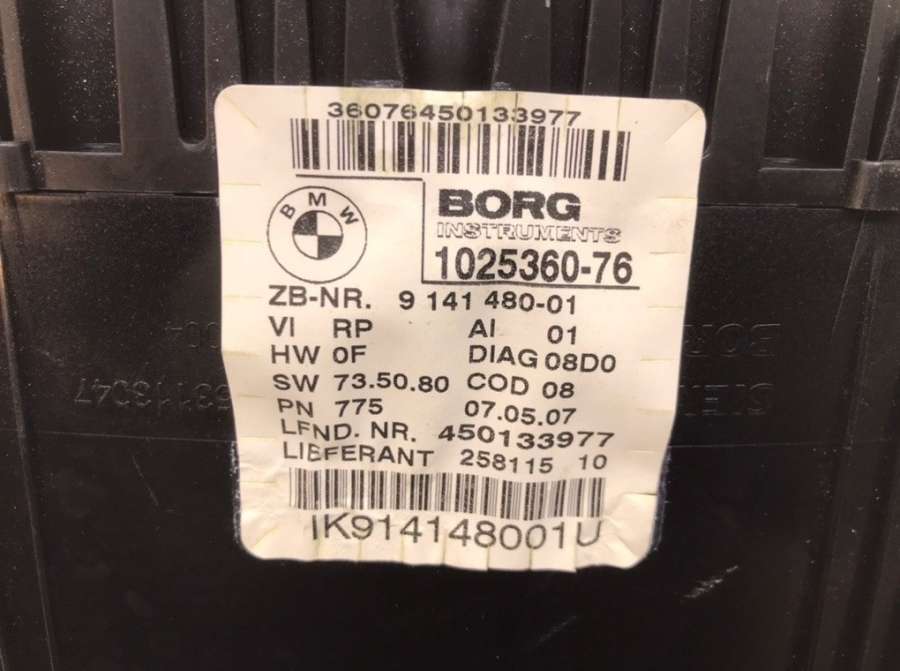 36076450133977
BMW
BORG
INSTRUMENTS
1025360-76
ZB-NR. 9 141 480-01
VI RP AI 01
HW 0F DIAG 08D0
SW 73.50.80 COD 08
PN 775 07.05.07
LFND. NR. 450133977
LIEFERANT 258115 10
IK914148001U
BORG